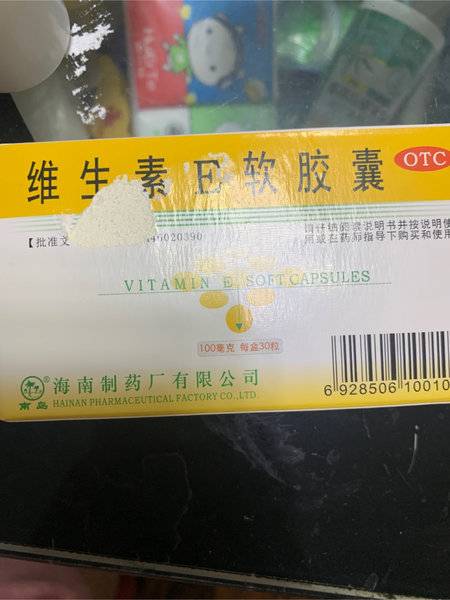 维生素E软胶囊
OTC
【批准文
46020390
请仔细阅读说明书并按说明使
用或在药师指导下购买和使用
VITAMIN E SOFT CAPSULES
100毫克 每盒30粒
海南制药厂有限公司
南岛
HAINAN PHARMACEUTICAL FACTORY CO.,LTD.
6 928506 10010